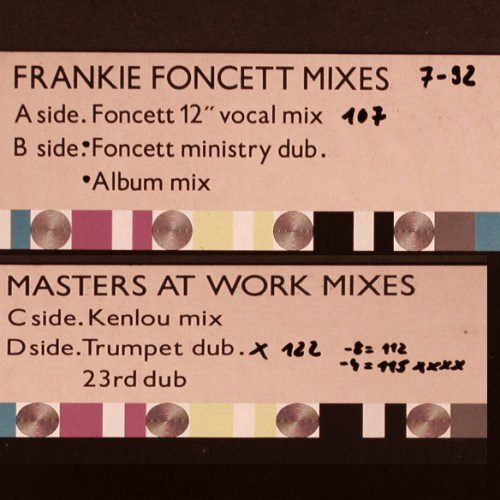 FRANKIE FONCETT MIXES 7-92
A side. Foncett 12" vocal mix 107
B side:•Foncett ministry dub.
•Album mix
MASTERS AT WORK MIXES
C side. Kenlou mix
D side. Trumpet dub. x 122 -8= 112
-4= 115 xxxx
23rd dub